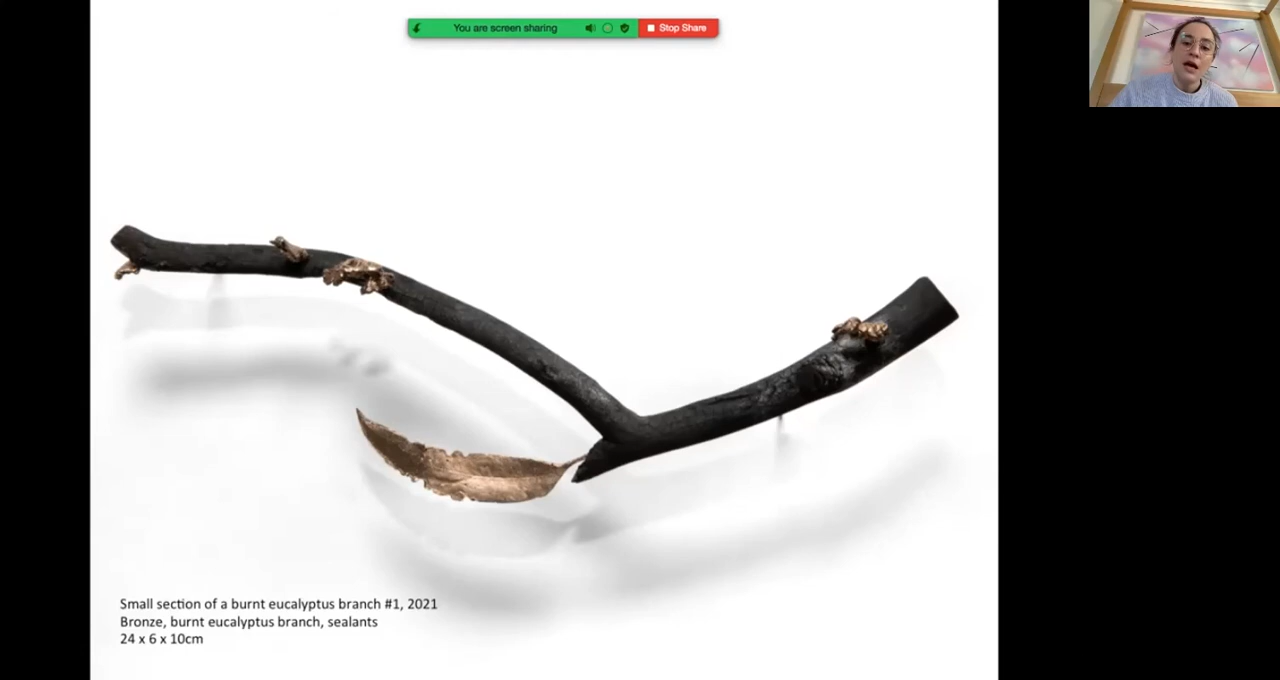 You are screen sharing
Stop Share
Small section of a burnt eucalyptus branch #1, 2021
Bronze, burnt eucalyptus branch, sealants
24 x 6 x 10cm